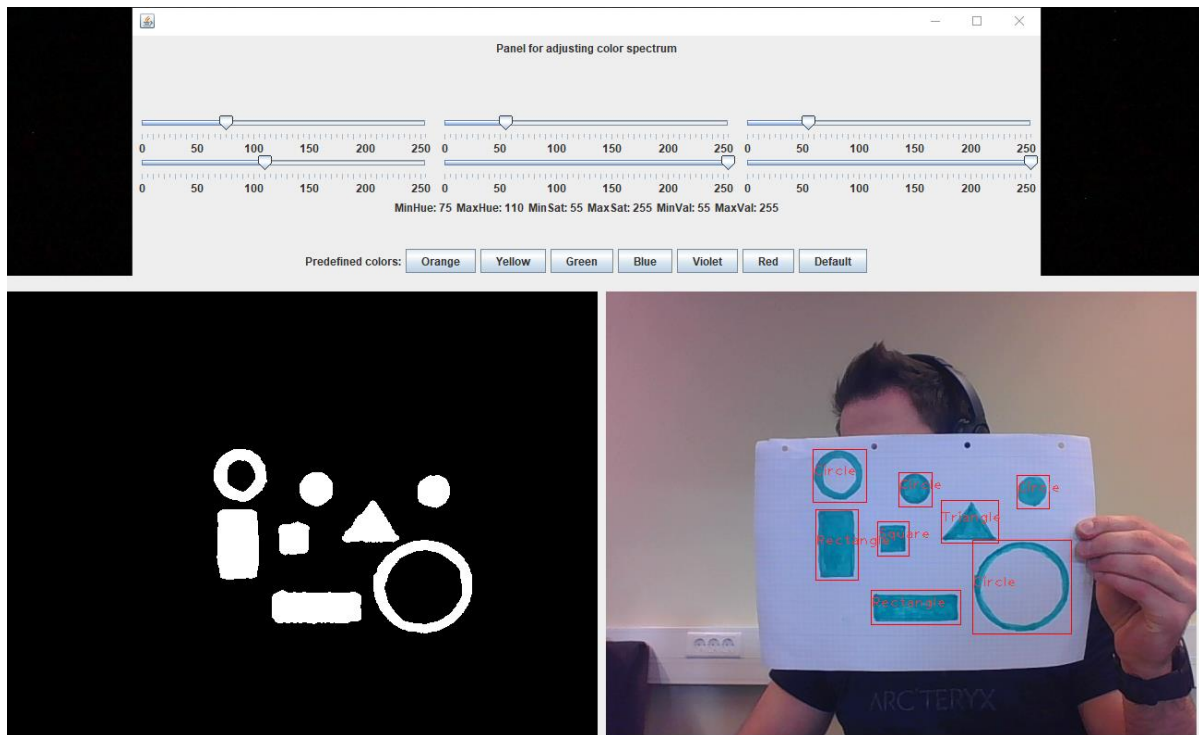 Panel for adjusting color spectrum
0 50 100 150 200 250 0 50 100 150 200 250 0 50 100 150 200 250
0 50 100 150 200 250 0 50 100 150 200 250 0 50 100 150 200 250
MinHue: 75 MaxHue: 110 MinSat: 55 MaxSat: 255 MinVal: 55 MaxVal: 255
Predefined colors: Orange Yellow Green Blue Violet Red Default
Circle
Circle
Circle
Triangle
Rectangle
Square
Circle
Rectangle
ARC'TERYX